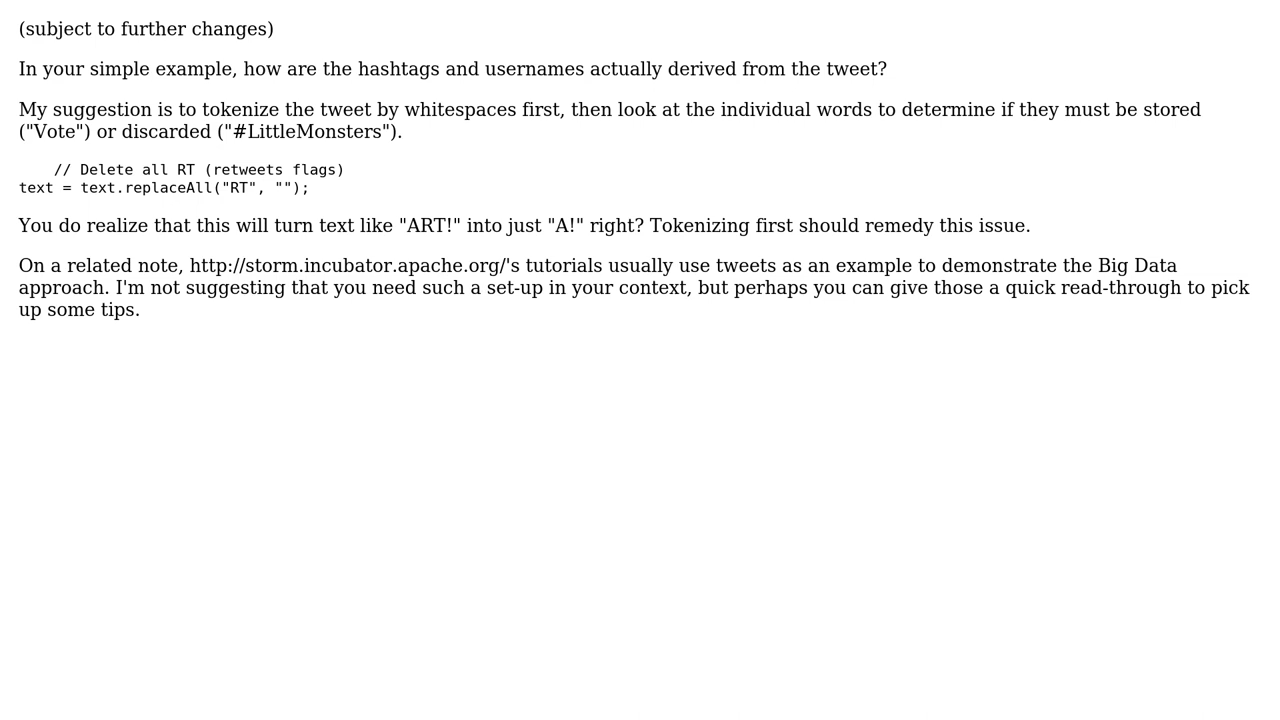 (subject to further changes)
In your simple example, how are the hashtags and usernames actually derived from the tweet?
My suggestion is to tokenize the tweet by whitespaces first, then look at the individual words to determine if they must be stored
("Vote") or discarded ("#LittleMonsters").
// Delete all RT (retweets flags)
text = text.replaceAll("RT", "");
You do realize that this will turn text like "ART!" into just "A!" right? Tokenizing first should remedy this issue.
On a related note, http://storm.incubator.apache.org/'s tutorials usually use tweets as an example to demonstrate the Big Data
approach. I'm not suggesting that you need such a set-up in your context, but perhaps you can give those a quick read-through to pick
up some tips.